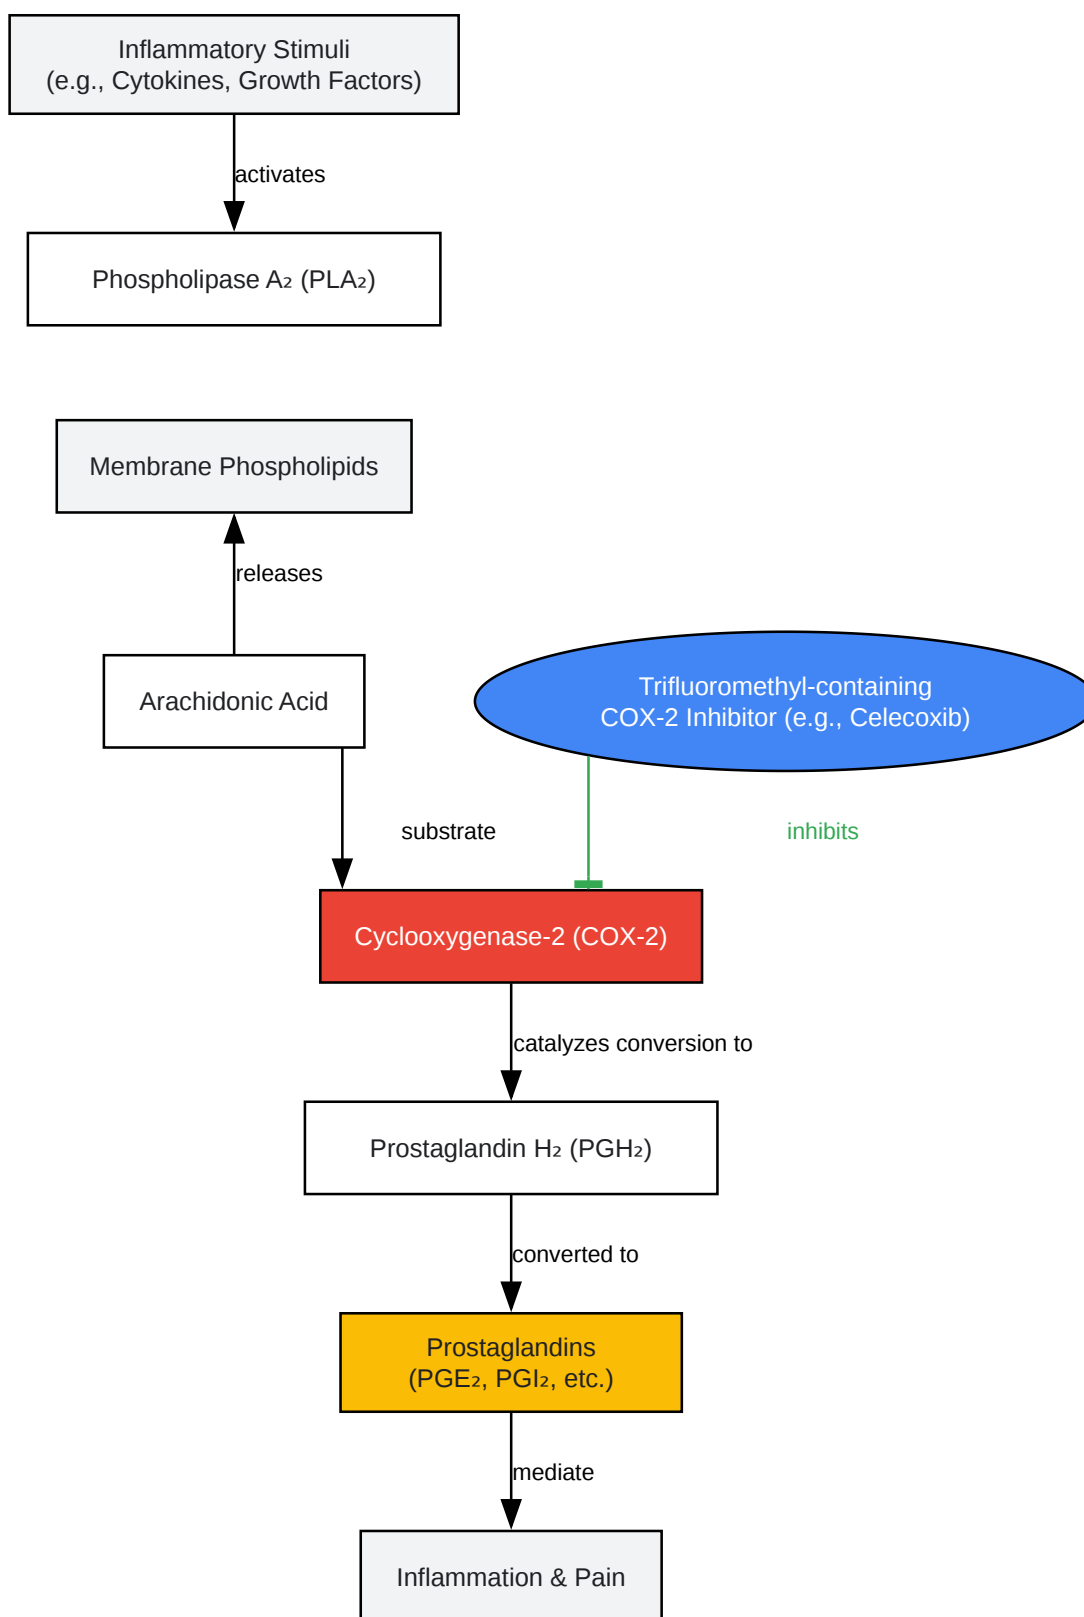 Inflammatory Stimuli
(e.g., Cytokines, Growth Factors)
activates
Phospholipase A₂ (PLA₂)
Membrane Phospholipids
releases
Arachidonic Acid
Trifluoromethyl-containing
COX-2 Inhibitor (e.g., Celecoxib)
substrate
inhibits
Cyclooxygenase-2 (COX-2)
catalyzes conversion to
Prostaglandin H₂ (PGH₂)
converted to
Prostaglandins
(PGE₂, PGI₂, etc.)
mediate
Inflammation & Pain